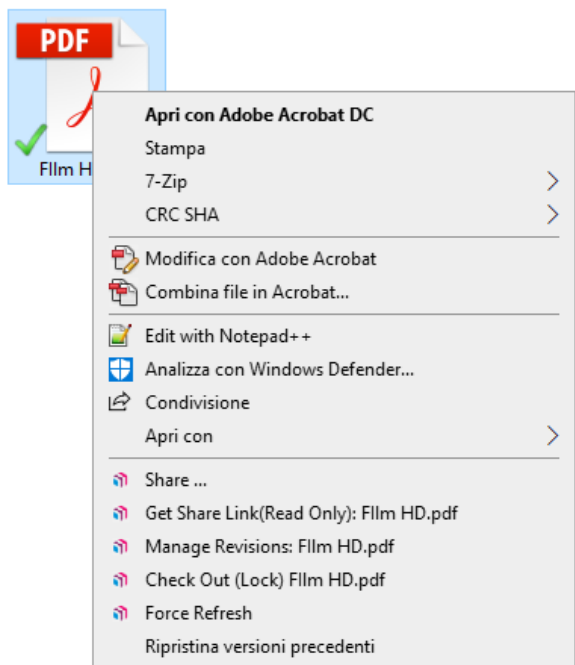 PDF
FIlm H
Apri con Adobe Acrobat DC
Stampa
7-Zip
CRC SHA
Modifica con Adobe Acrobat
Combina file in Acrobat...
Edit with Notepad++
Analizza con Windows Defender...
Condivisione
Apri con
Share ...
Get Share Link(Read Only): FIlm HD.pdf
Manage Revisions: FIlm HD.pdf
Check Out (Lock) FIlm HD.pdf
Force Refresh
Ripristina versioni precedenti